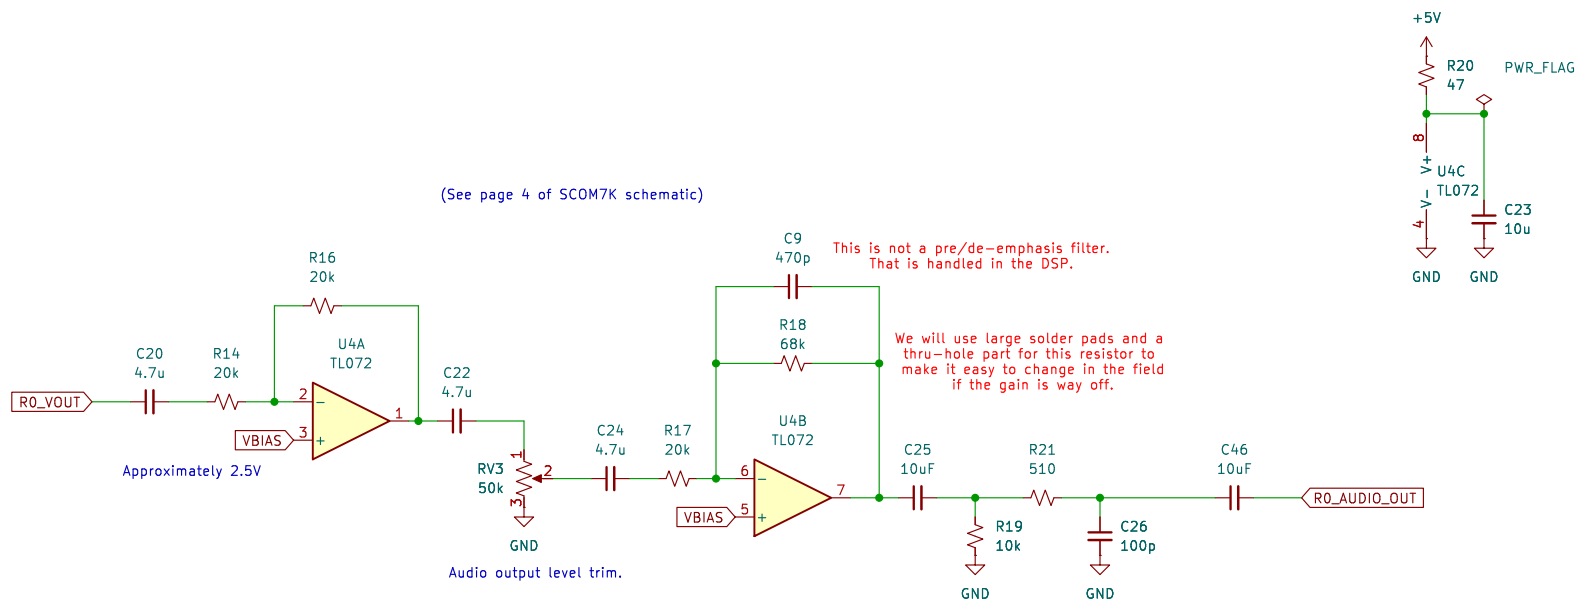 +5V
R20
47
PWR_FLAG
8
V+
U4C
TL072
V-
4
C23
10u
GND
GND
(See page 4 of SCOM7K schematic)
C9
470p
This is not a pre/de-emphasis filter.
That is handled in the DSP.
R16
20k
R18
68k
We will use large solder pads and a
thru-hole part for this resistor to
make it easy to change in the field
if the gain is way off.
U4A
TL072
C20
4.7u
R14
20k
C22
4.7u
R0_VOUT
2
-
1
VBIAS
3
+
Approximately 2.5V
U4B
TL072
C24
4.7u
R17
20k
1
RV3
50k
2
3
GND
6
-
7
VBIAS
5
+
C25
10uF
R21
510
C46
10uF
R0_AUDIO_OUT
R19
10k
C26
100p
GND
GND
Audio output level trim.